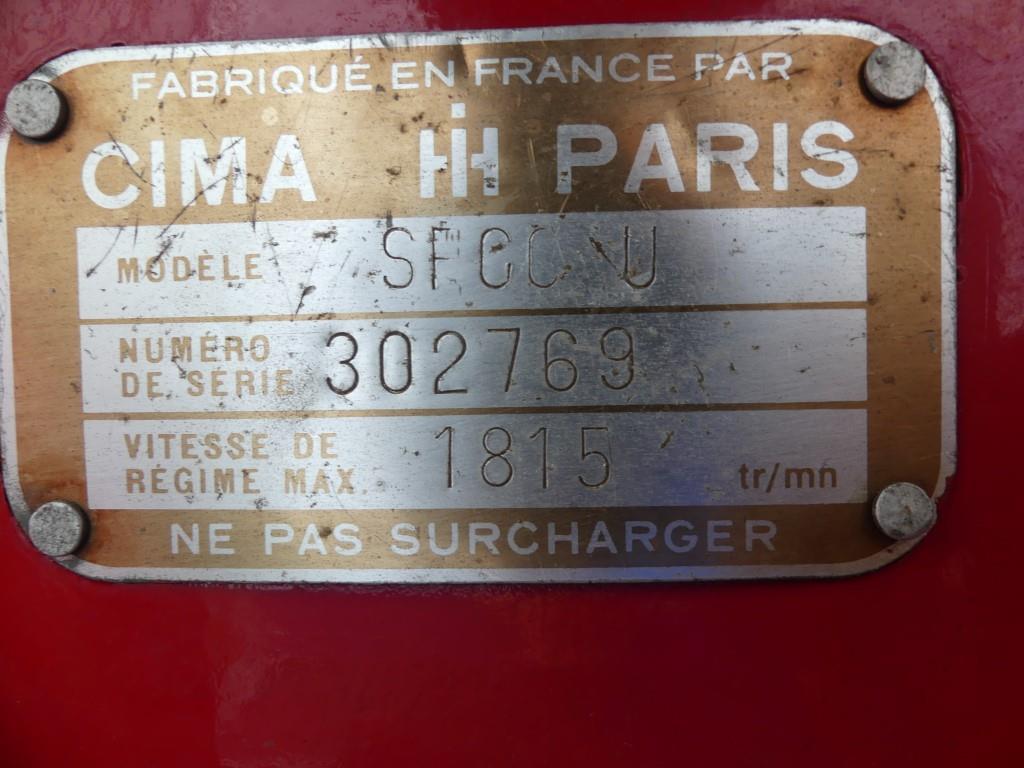 FABRIQUÉ EN FRANCE PAR
CIMA IH PARIS
MODÈLE
NUMÉRO
DE SÉRIE 302769
VITESSE DE
RÉGIME MAX. 1815 tr/mn
NE PAS SURCHARGER